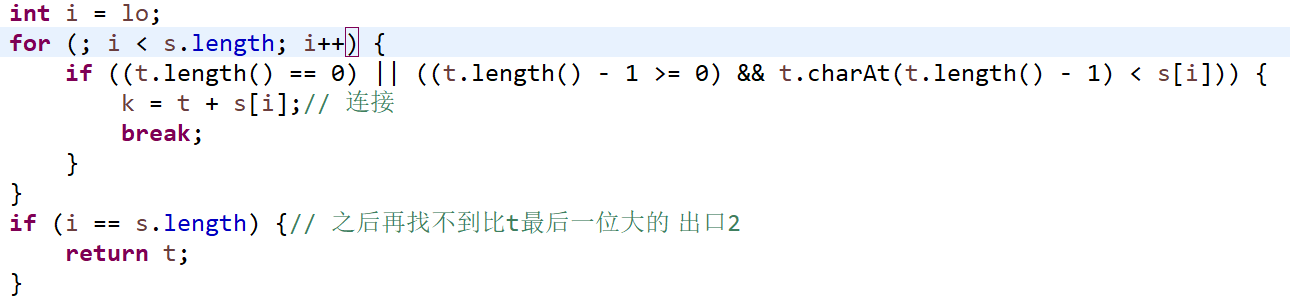 int i = lo;
for (; i < s.length; i++) {
    if ((t.length() == 0) || ((t.length() - 1 >= 0) && t.charAt(t.length() - 1) < s[i])) {
        k = t + s[i];// 连接
        break;
    }
}
if (i == s.length) {// 之后再找不到比t最后一位大的 出口2
    return t;
}